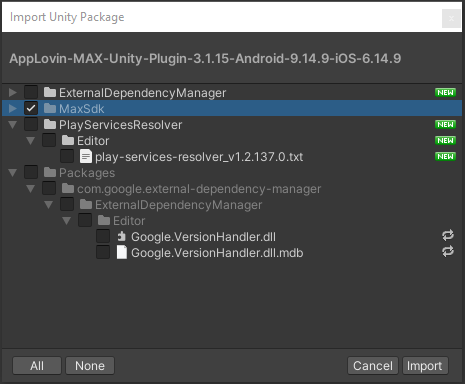 Import Unity Package
AppLovin-MAX-Unity-Plugin-3.1.15-Android-9.14.9-iOS-6.14.9
ExternalDependencyManager NEW
MaxSdk
PlayServicesResolver NEW
Editor NEW
play-services-resolver_v1.2.137.0.txt NEW
Packages
com.google.external-dependency-manager
ExternalDependencyManager
Editor
Google.VersionHandler.dll
Google.VersionHandler.dll.mdb
All None Cancel Import